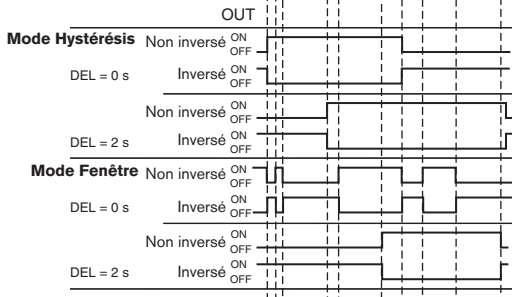 OUT
Mode Hystérésis Non inversé ON
OFF
DEL = 0 s Inversé ON
OFF
Non inversé ON
OFF
DEL = 2 s Inversé ON
OFF
Mode Fenêtre Non inversé ON
OFF
DEL = 0 s Inversé ON
OFF
Non inversé ON
OFF
DEL = 2 s Inversé ON
OFF